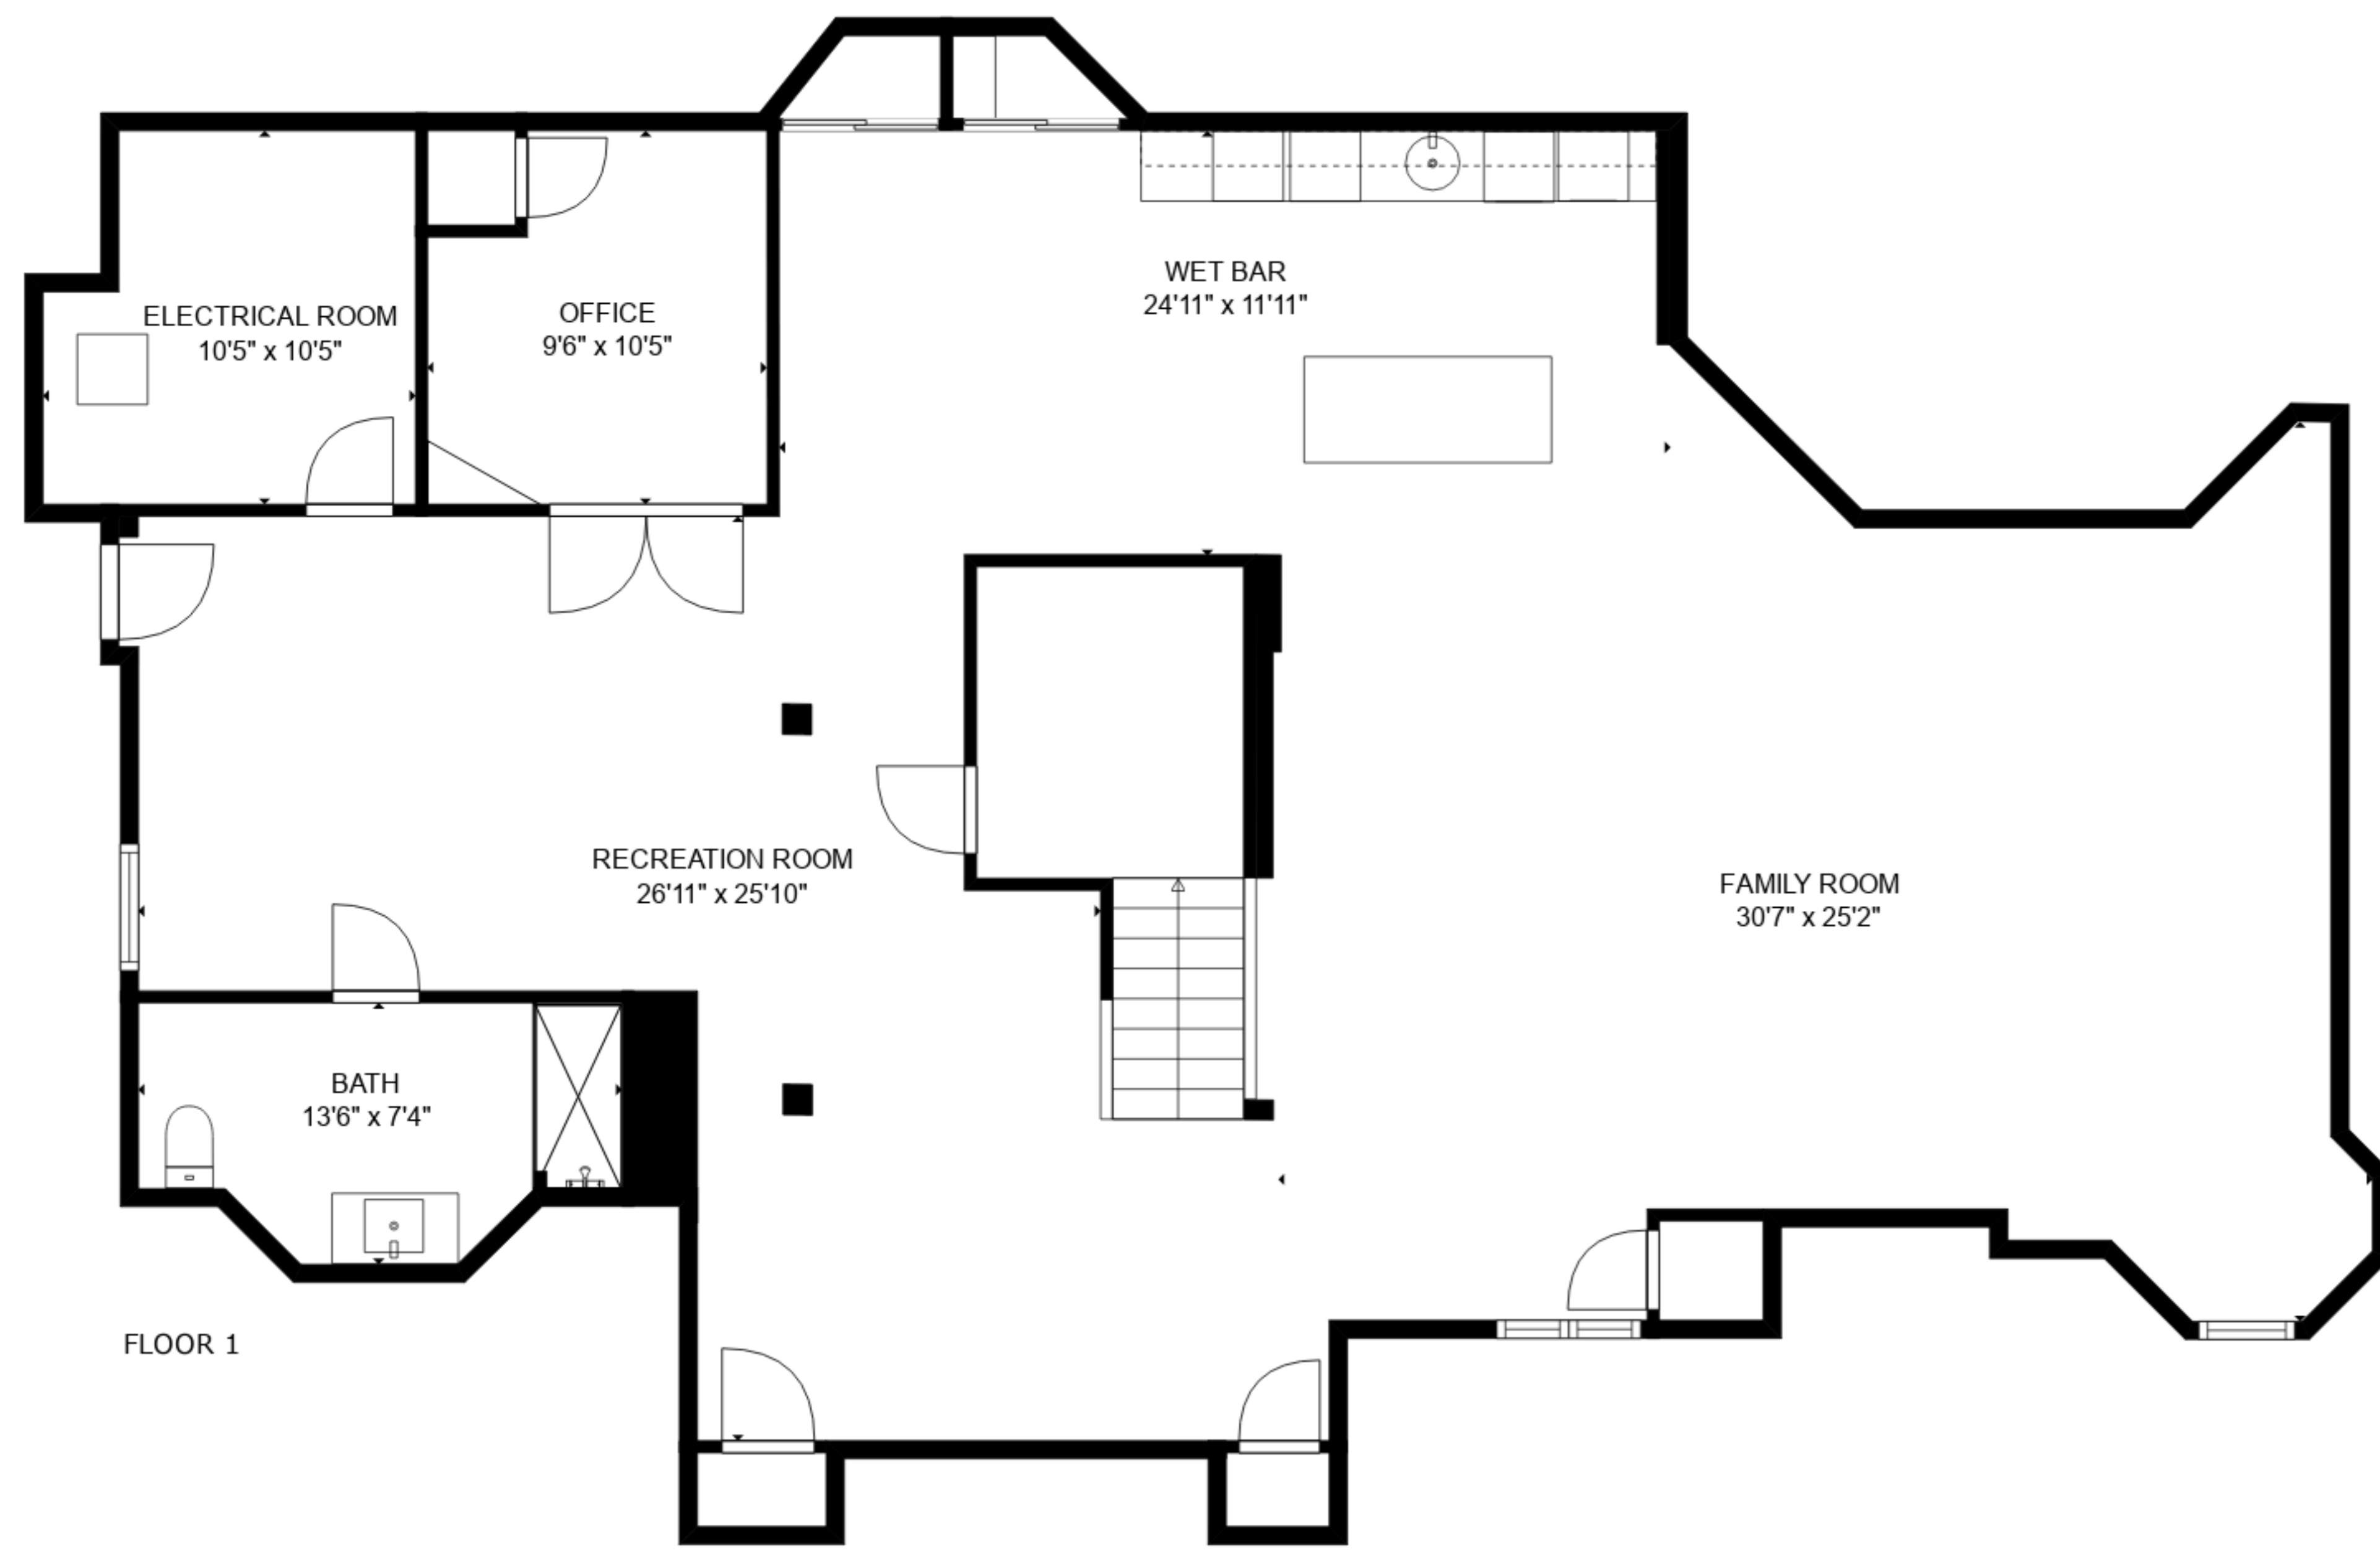 WET BAR
24'11" x 11'11"
ELECTRICAL ROOM
10'5" x 10'5"
OFFICE
9'6" x 10'5"
RECREATION ROOM
26'11" x 25'10"
FAMILY ROOM
30'7" x 25'2"
BATH
13'6" x 7'4"
FLOOR 1